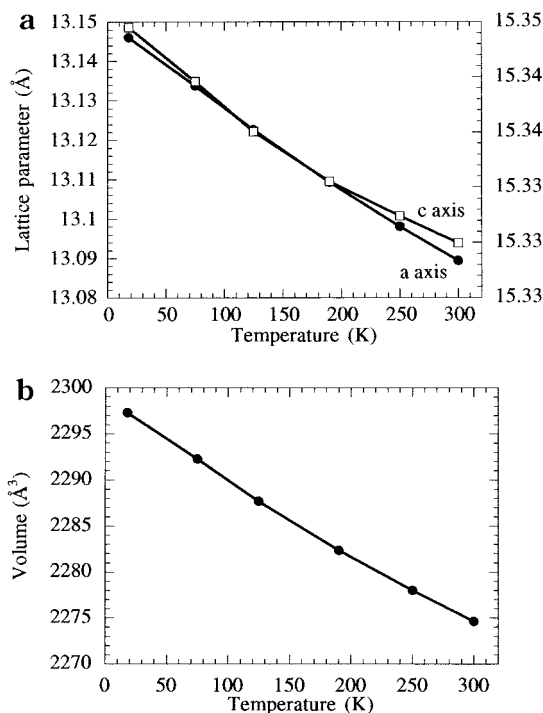 a
13.15
13.14
13.13
13.12
13.11
13.1
13.09
13.08
Lattice parameter (Å)
15.35
15.34
15.34
15.33
15.33
15.33
c axis
a axis
0 50 100 150 200 250 300
Temperature (K)
b
2300
2295
2290
2285
2280
2275
2270
Volume (Å³)
0 50 100 150 200 250 300
Temperature (K)